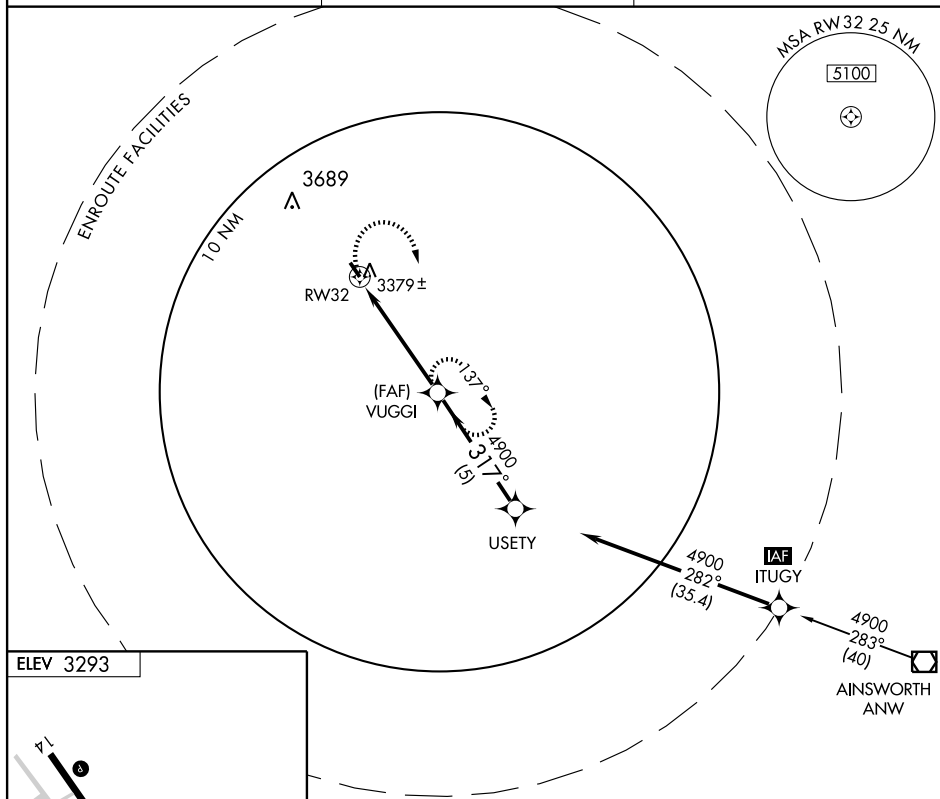 MSA RW32 25 NM
5100
ENROUTE FACILITIES
10 NM
3689
RW32
3379±
(FAF)
VUGGI
137°
4900
317°
(5)
USETY
4900
282°
(35.4)
IAF
ITUGY
4900
283°
(40)
AINSWORTH
ANW
ELEV 3293
14
P